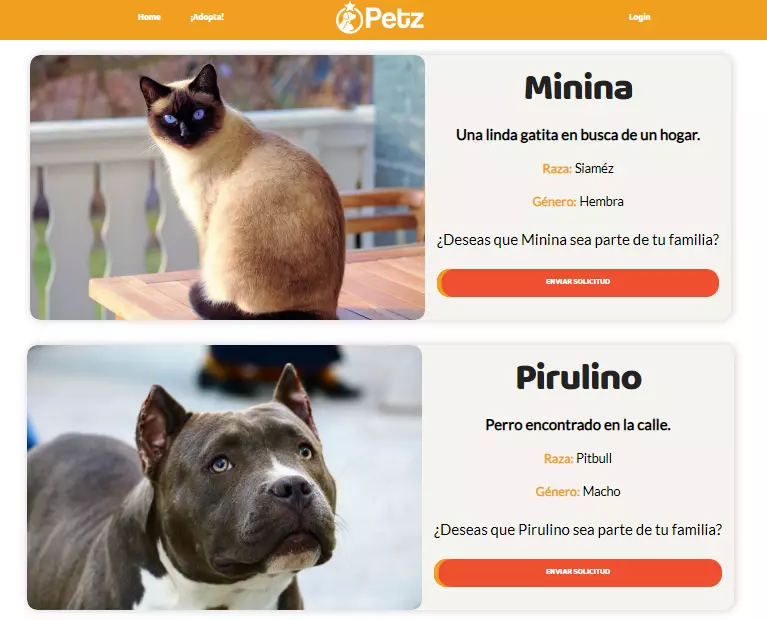 Home
¡Adopta!
Petz
Login
Minina
Una linda gatita en busca de un hogar.
Raza: Siaméz
Género: Hembra
¿Deseas que Minina sea parte de tu familia?
ENVIAR SOLICITUD
Pirulino
Perro encontrado en la calle.
Raza: Pitbull
Género: Macho
¿Deseas que Pirulino sea parte de tu familia?
ENVIAR SOLICITUD